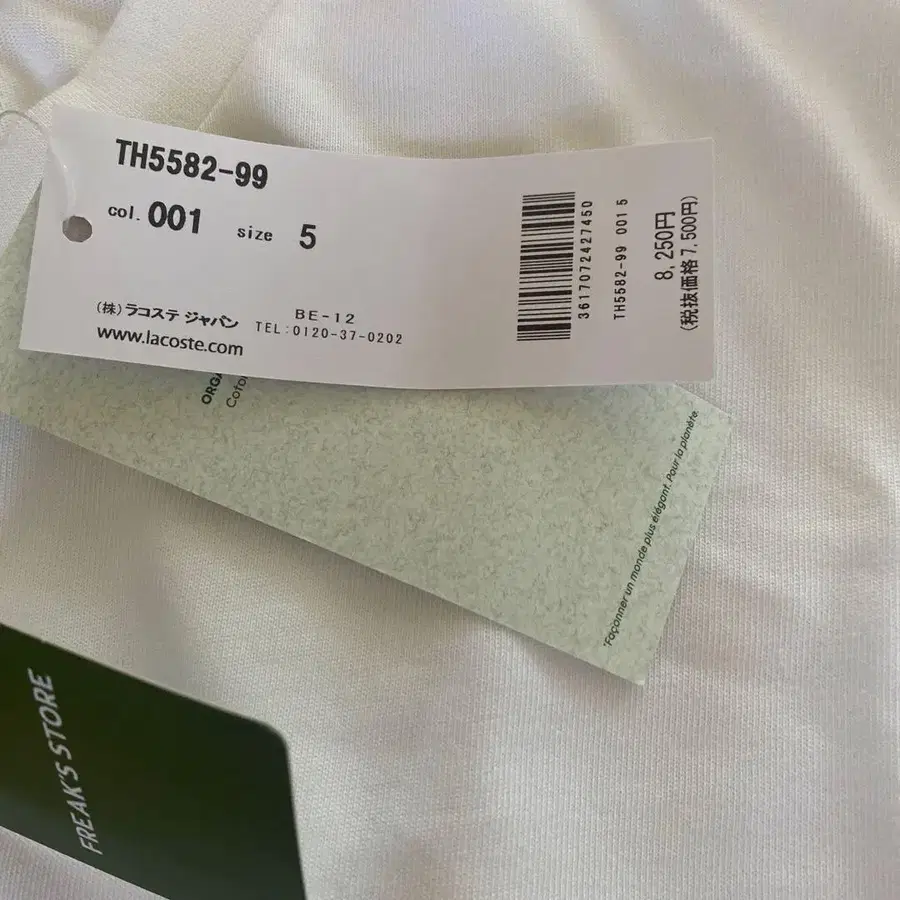 TH5582-99
col. 001 size 5
(株)ラコステ ジャパン
www.lacoste.com
BE-12
TEL:0120-37-0202
3617072427450
TH5582-99 001 5
8,250円
(税抜価格7,500円)
"Façonner un monde plus élégant. Pour la planète.
FREAK'S STORE